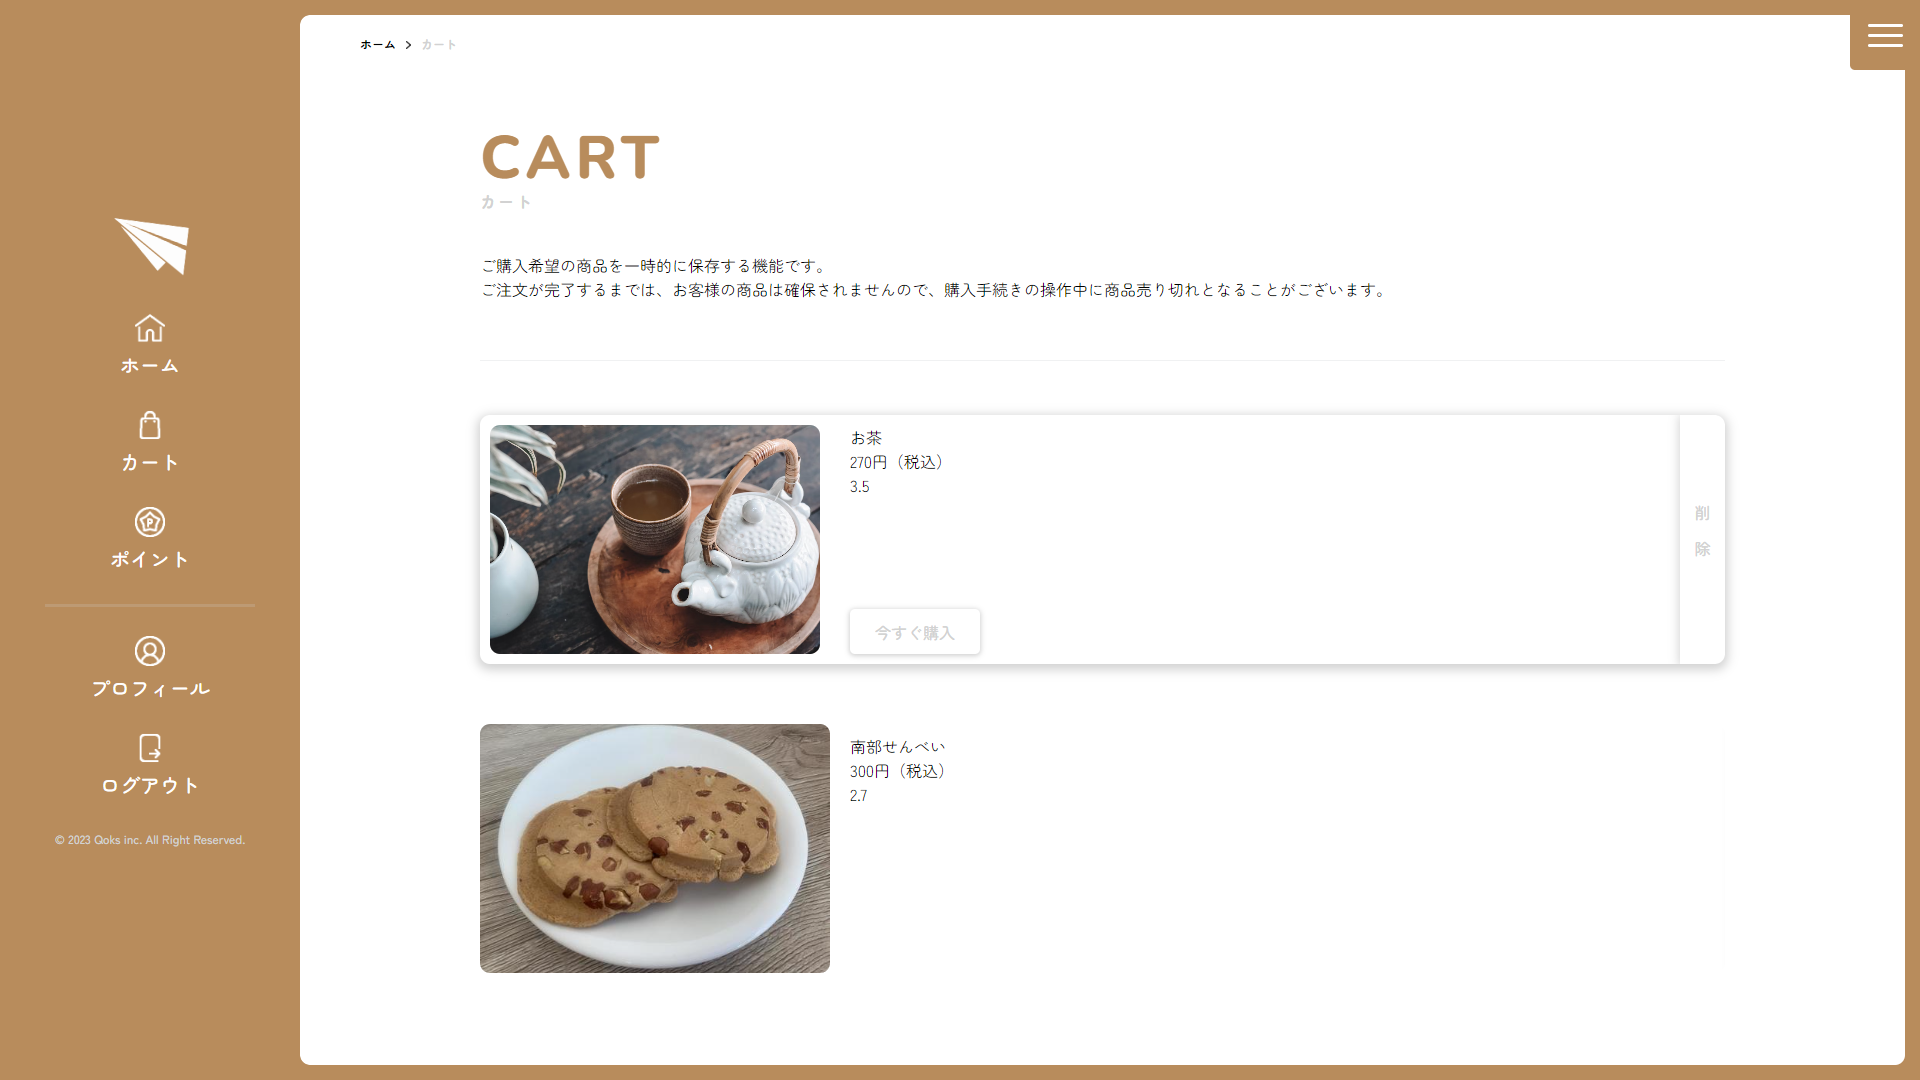 ホーム
カート
ポイント
プロフィール
ログアウト
© 2023 Qoks inc. All Right Reserved.
ホーム > カート
CART
カート
ご購入希望の商品を一時的に保存する機能です。
ご注文が完了するまでは、お客様の商品は確保されませんので、購入手続きの操作中に商品売り切れとなることがございます。
お茶
270円（税込）
3.5
今すぐ購入
削除
南部せんべい
300円（税込）
2.7